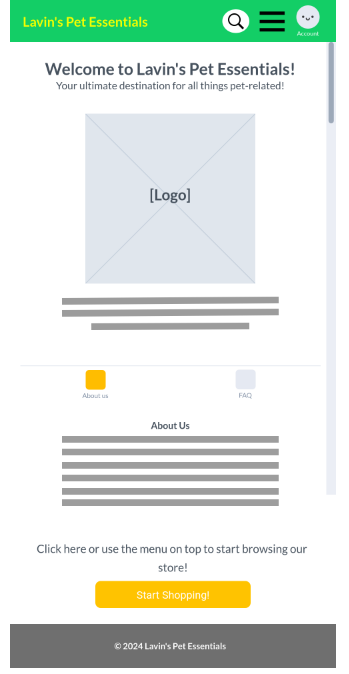 Lavin's Pet Essentials
Account
Welcome to Lavin's Pet Essentials!
Your ultimate destination for all things pet-related!
[Logo]
About us
FAQ
About Us
Click here or use the menu on top to start browsing our
store!
Start Shopping!
© 2024 Lavin's Pet Essentials